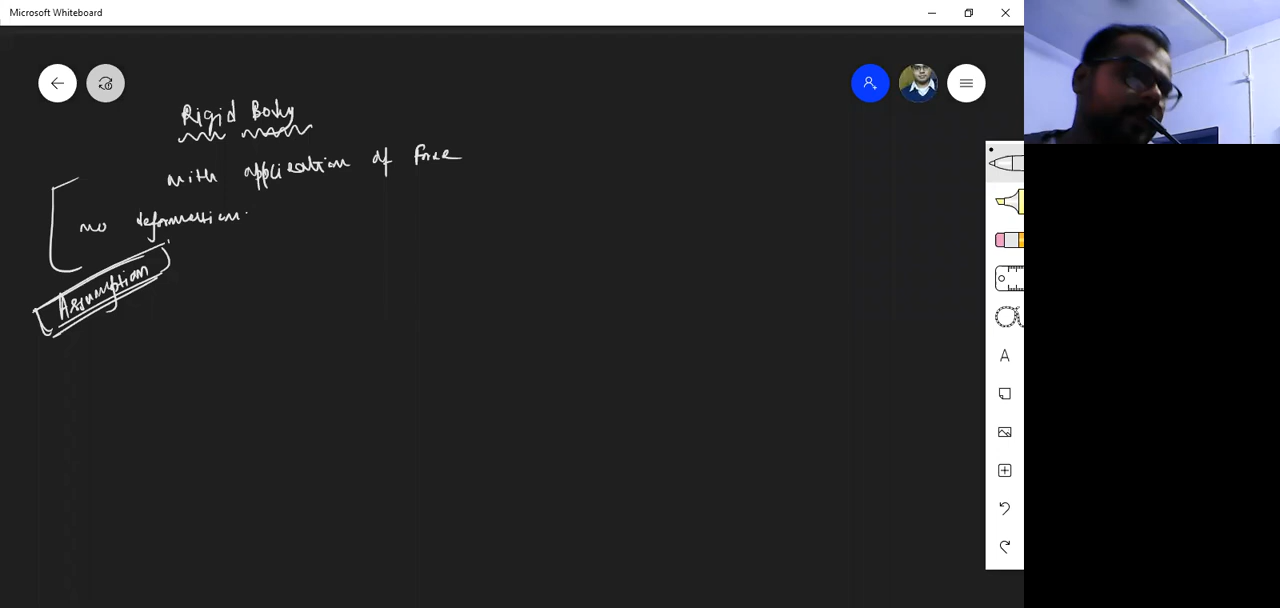 Microsoft Whiteboard
Rigid Body
with application of force
no deformation.
Assumption
A